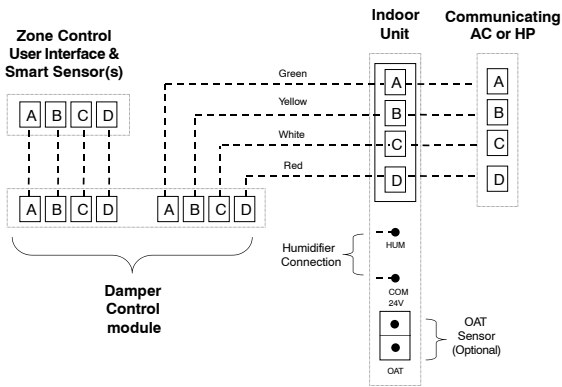 Indoor
Unit
Communicating
AC or HP
Zone Control
User Interface &
Smart Sensor(s)
A B C D
Green
Yellow
White
Red
A
B
C
D
A
B
C
D
A B C D
A B C D
Damper
Control
module
Humidifier
Connection
HUM
COM
24V
OAT
Sensor
(Optional)
OAT